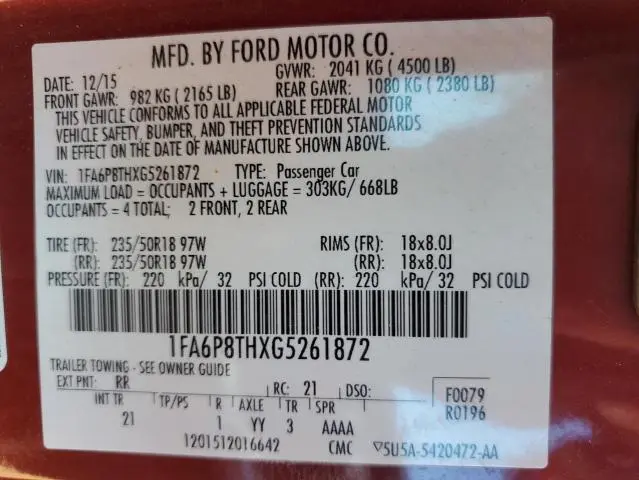 MFD. BY FORD MOTOR CO.
DATE: 12/15 GVWR: 2041 KG ( 4500 LB)
FRONT GAWR: 982 KG ( 2165 LB) REAR GAWR: 1080 KG ( 2380 LB)
THIS VEHICLE CONFORMS TO ALL APPLICABLE FEDERAL MOTOR
VEHICLE SAFETY, BUMPER, AND THEFT PREVENTION STANDARDS
IN EFFECT ON THE DATE OF MANUFACTURE SHOWN ABOVE.
VIN: 1FA6P8THXG5261872 TYPE: Passenger Car
MAXIMUM LOAD = OCCUPANTS + LUGGAGE = 303KG/ 668LB
OCCUPANTS = 4 TOTAL; 2 FRONT, 2 REAR
TIRE (FR): 235/50R18 97W RIMS (FR): 18x8.0J
(RR): 235/50R18 97W (RR): 18x8.0J
PRESSURE (FR): 220 kPa/ 32 PSI COLD (RR): 220 kPa/ 32 PSI COLD
1FA6P8THXG5261872
TRAILER TOWING - SEE OWNER GUIDE
EXT PNT: RR RC: 21 DSO: F0079
INT TR TP/PS R AXLE TR SPR R0196
21 1 YY 3 AAAA
1201512016642 CMC ▽5U5A-5420472-AA